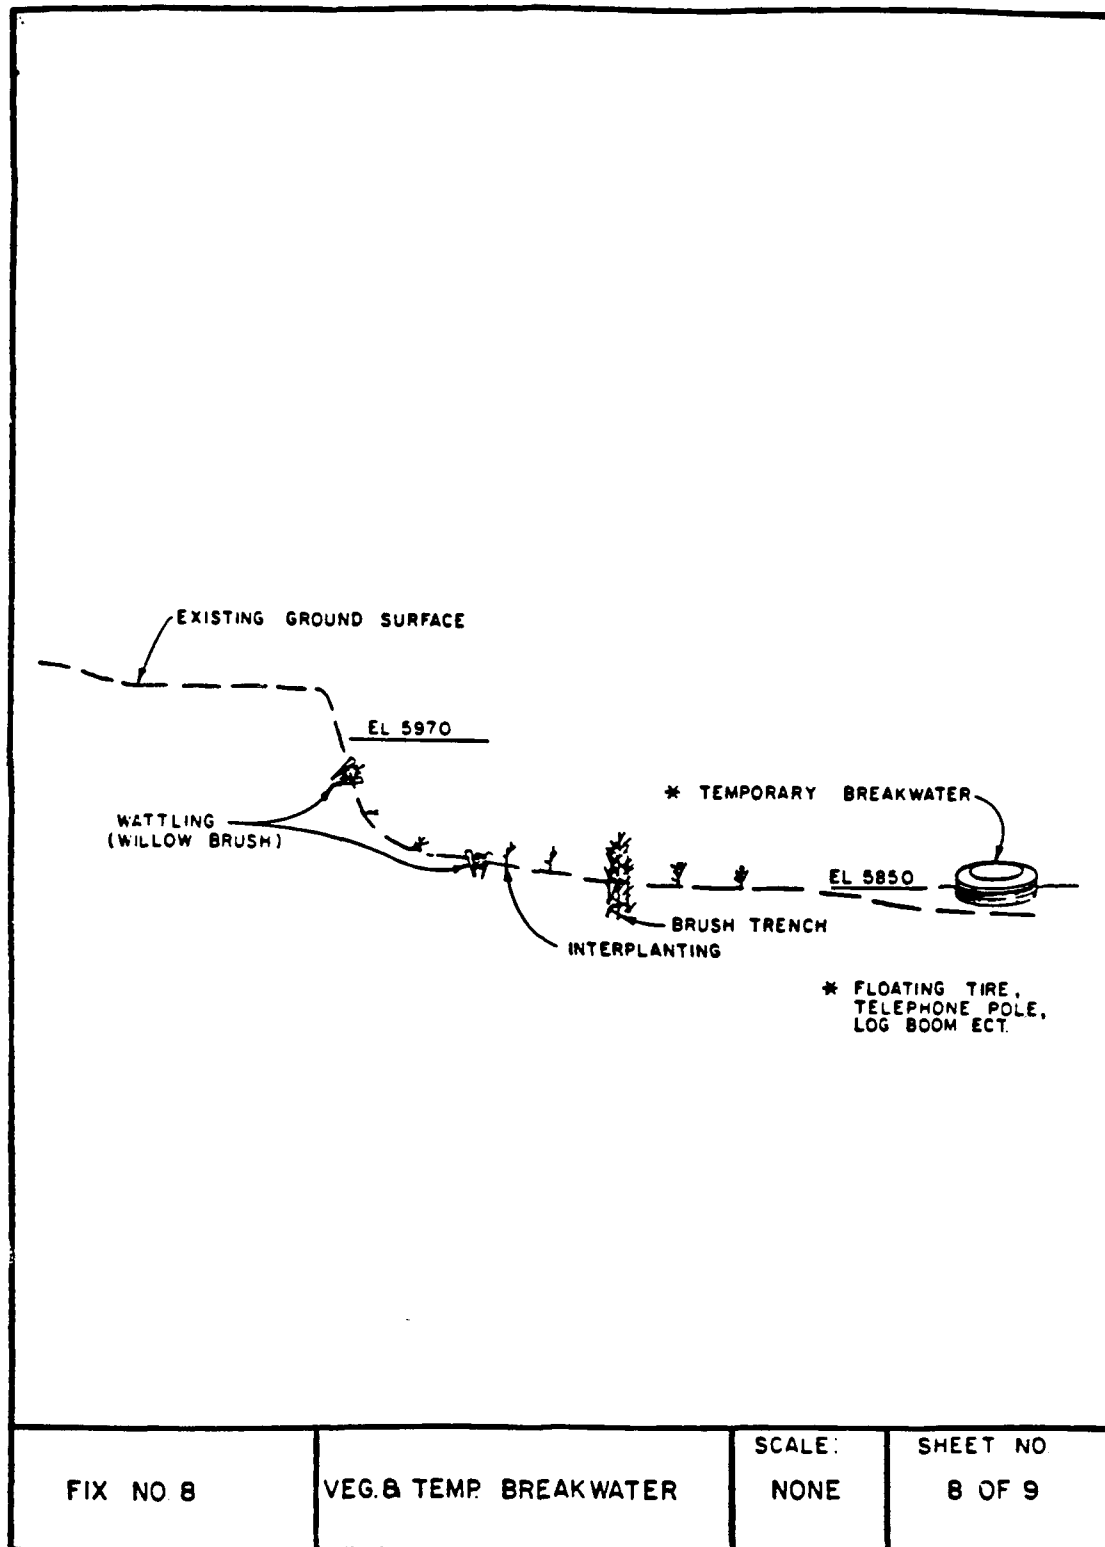 EXISTING GROUND SURFACE
EL 5970
* TEMPORARY BREAKWATER
WATTLING
(WILLOW BRUSH)
EL 5850
BRUSH TRENCH
INTERPLANTING
* FLOATING TIRE,
TELEPHONE POLE,
LOG BOOM ECT.
FIX NO. 8
VEG. & TEMP. BREAKWATER
SCALE:
NONE
SHEET NO.
8 OF 9